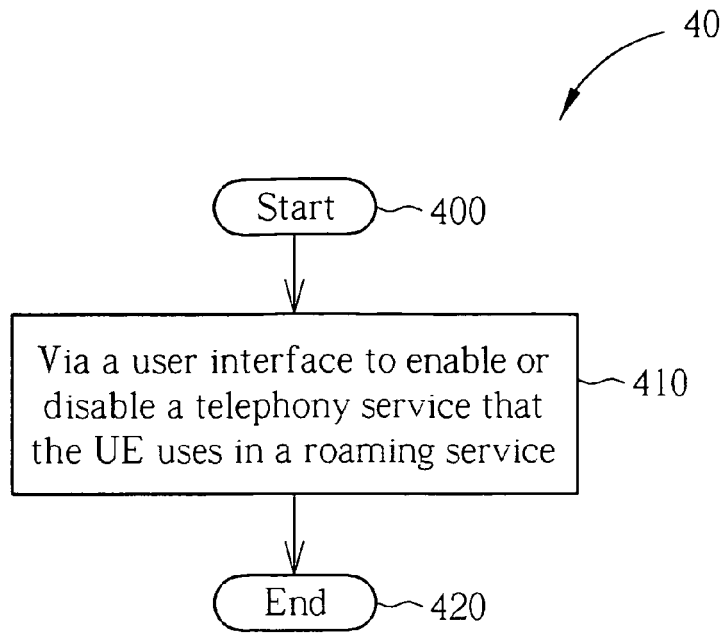 40
Start
400
Via a user interface to enable or
disable a telephony service that
the UE uses in a roaming service
410
End
420